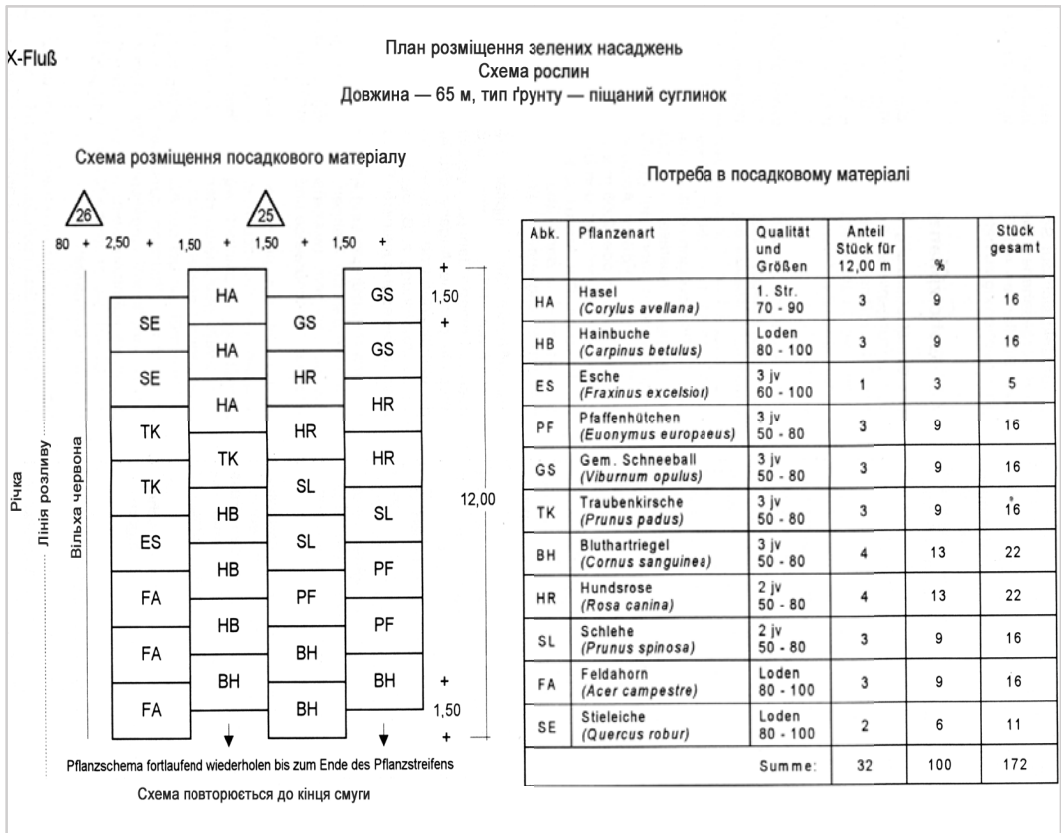 X-Fluß
План розміщення зелених насаджень
Схема рослин
Довжина — 65 м, тип ґрунту — піщаний суглинок
Схема розміщення посадкового матеріалу
26 25
80 + 2,50 + 1,50 + 1,50 + 1,50 +
Річка
Лінія розливу
Вільха червона
HA GS
SE GS
HA GS
SE HR
HA HR
TK HR
TK HR
TK SL
HB SL
ES SL
HB PF
FA PF
HB PF
FA BH
BH BH
FA BH
+
1,50
+
12,00
+
1,50
+
Pflanzschema fortlaufend wiederholen bis zum Ende des Pflanzstreifens
Схема повторюється до кінця смуги
Потреба в посадковому матеріалі
Abk. Pflanzenart Qualität und Größen Anteil Stück für 12,00 m % Stück gesamt
HA Hasel (Corylus avellana) 1. Str. 70 - 90 3 9 16
HB Hainbuche (Carpinus betulus) Loden 80 - 100 3 9 16
ES Esche (Fraxinus excelsior) 3 jv 60 - 100 1 3 5
PF Pfaffenhütchen (Euonymus europaeus) 3 jv 50 - 80 3 9 16
GS Gem. Schneeball (Viburnum opulus) 3 jv 50 - 80 3 9 16
TK Traubenkirsche (Prunus padus) 3 jv 50 - 80 3 9 16
BH Bluthartriegel (Cornus sanguinea) 3 jv 50 - 80 4 13 22
HR Hundsrose (Rosa canina) 2 jv 50 - 80 4 13 22
SL Schlehe (Prunus spinosa) 2 jv 50 - 80 3 9 16
FA Feldahorn (Acer campestre) Loden 80 - 100 3 9 16
SE Stieleiche (Quercus robur) Loden 80 - 100 2 6 11
Summe: 32 100 172